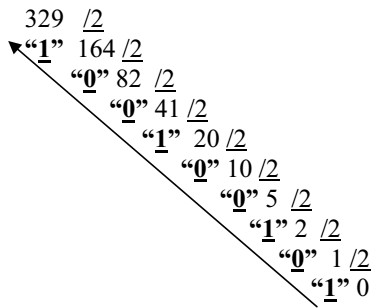 329 /2
“1” 164 /2
“0” 82 /2
“0” 41 /2
“1” 20 /2
“0” 10 /2
“0” 5 /2
“1” 2 /2
“0” 1 /2
“1” 0